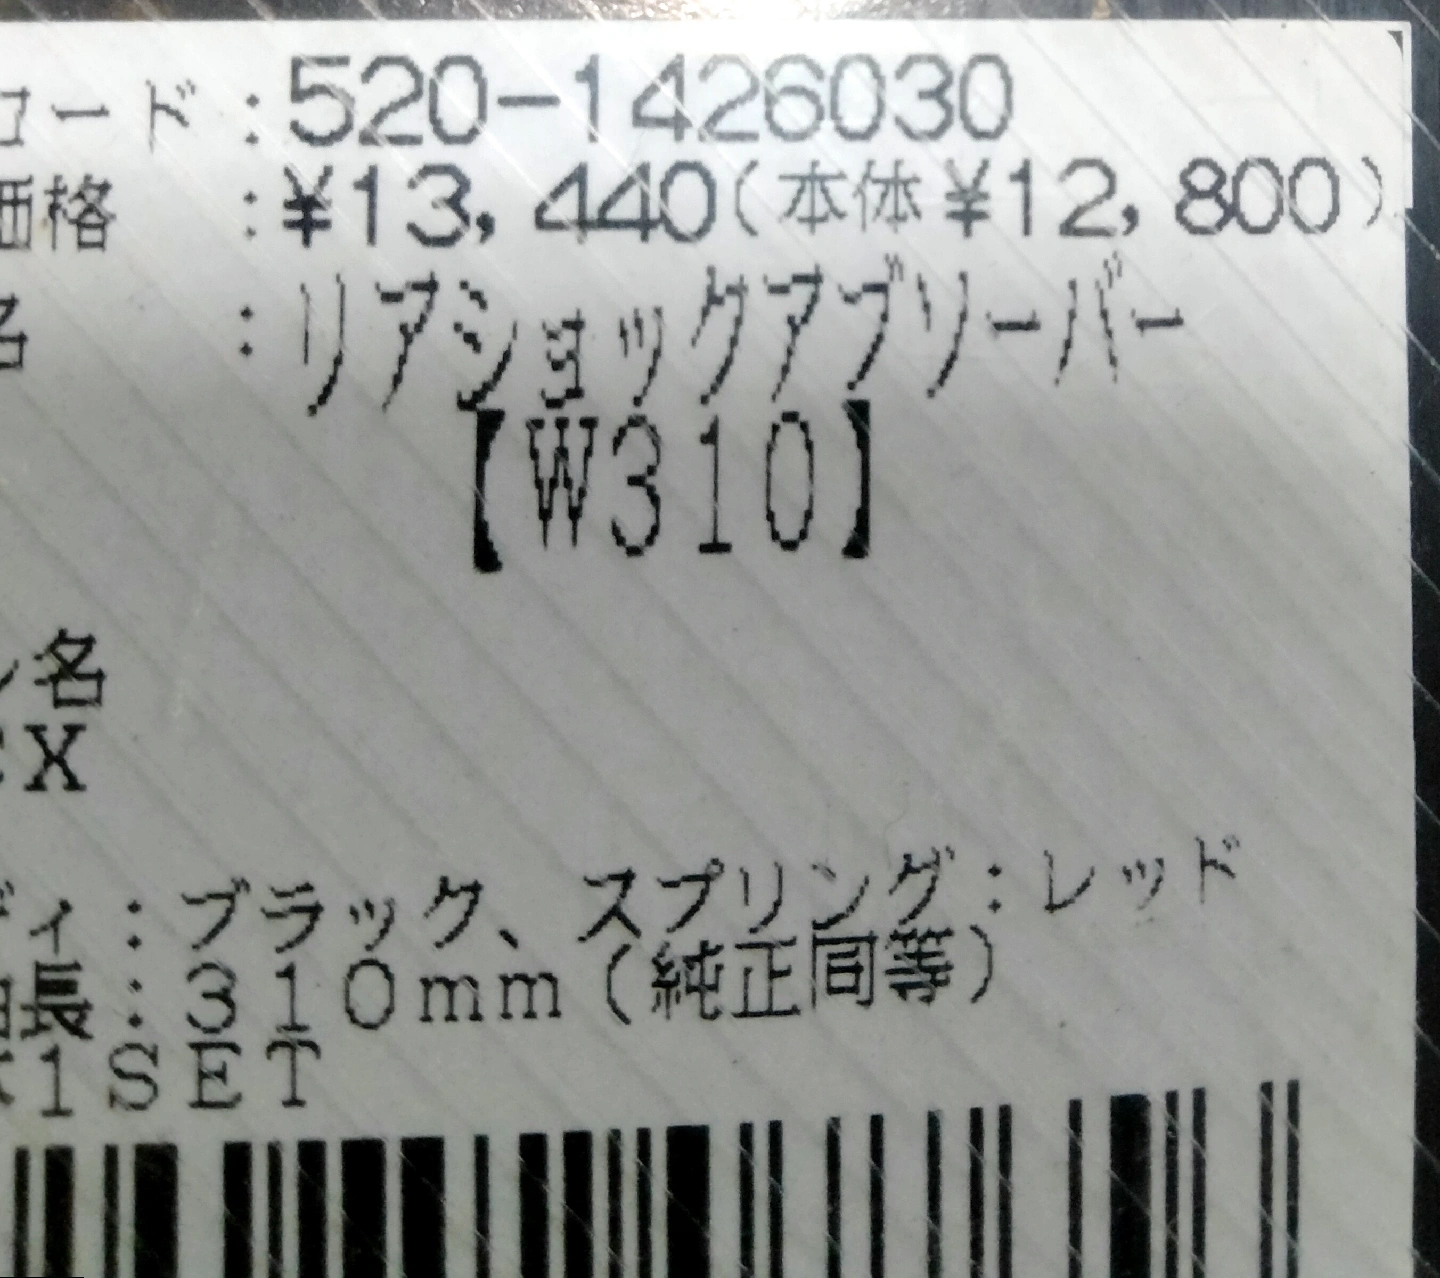 コード：520-1426030
価格：¥13,440(本体¥12,800)
名：リアショックアブソーバー
【W310】
名
CX
ディ：ブラック、スプリング：レッド
長：310mm(純正同等)
1SET